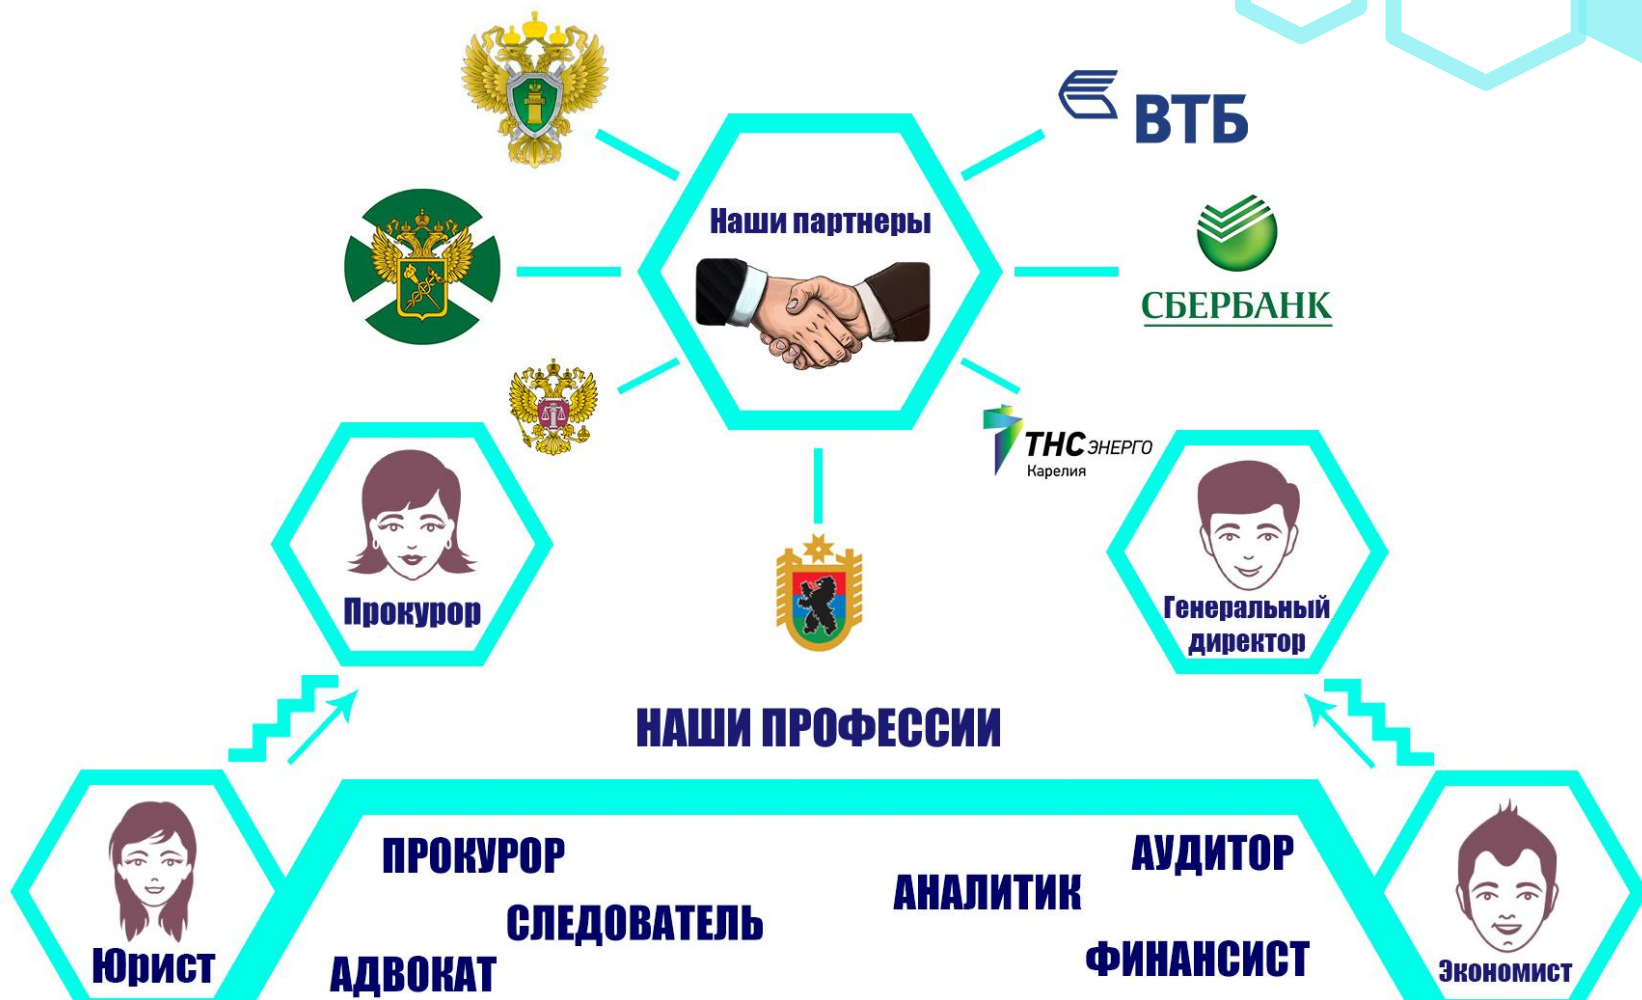 ВТБ
Наши партнеры
СБЕРБАНК
ТНС ЭНЕРГО
Карелия
Прокурор
Генеральный
директор
НАШИ ПРОФЕССИИ
ПРОКУРОР
АУДИТОР
АНАЛИТИК
СЛЕДОВАТЕЛЬ
Юрист
АДВОКАТ
ФИНАНСИСТ
Экономист